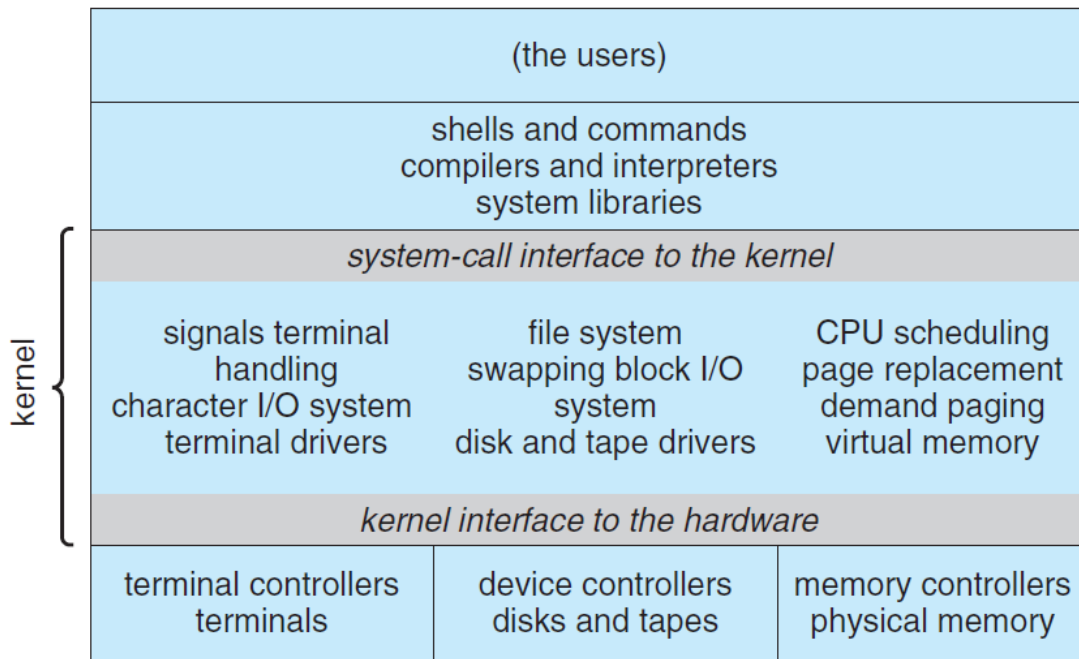 (the users)
shells and commands
compilers and interpreters
system libraries
kernel
system-call interface to the kernel
signals terminal
handling
character I/O system
terminal drivers
file system
swapping block I/O
system
disk and tape drivers
CPU scheduling
page replacement
demand paging
virtual memory
kernel interface to the hardware
terminal controllers
terminals
device controllers
disks and tapes
memory controllers
physical memory